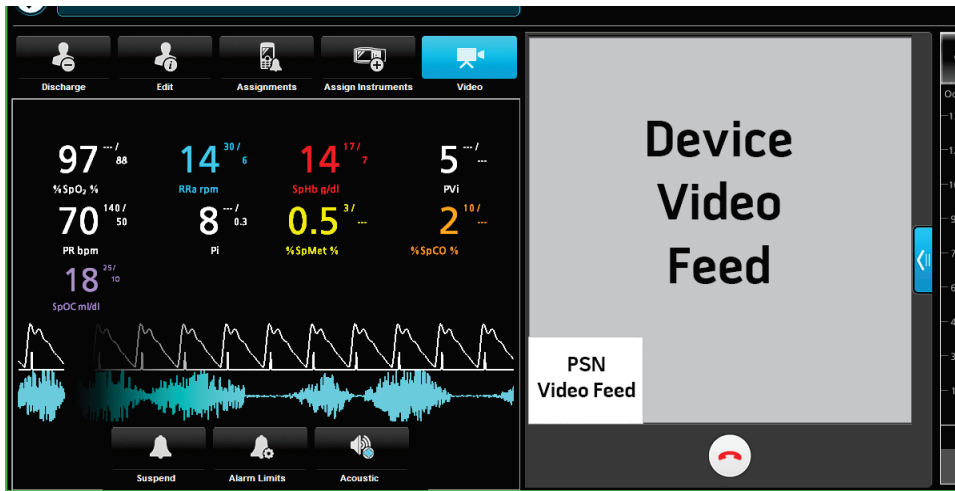 Discharge Edit Assignments Assign Instruments Video
97 ---/ 88
%SpO₂ %
14 30/ 6
RRa rpm
14 17/ 7
SpHb g/dl
5 ---/ ---
PVi
70 140/ 50
PR bpm
8 ---/ 0.3
Pi
0.5 3/ ---
%SpMet %
2 10/ ---
%SpCO %
18 25/ 10
SpOC ml/dl
Suspend Alarm Limits Acoustic
Device
Video
Feed
PSN
Video Feed